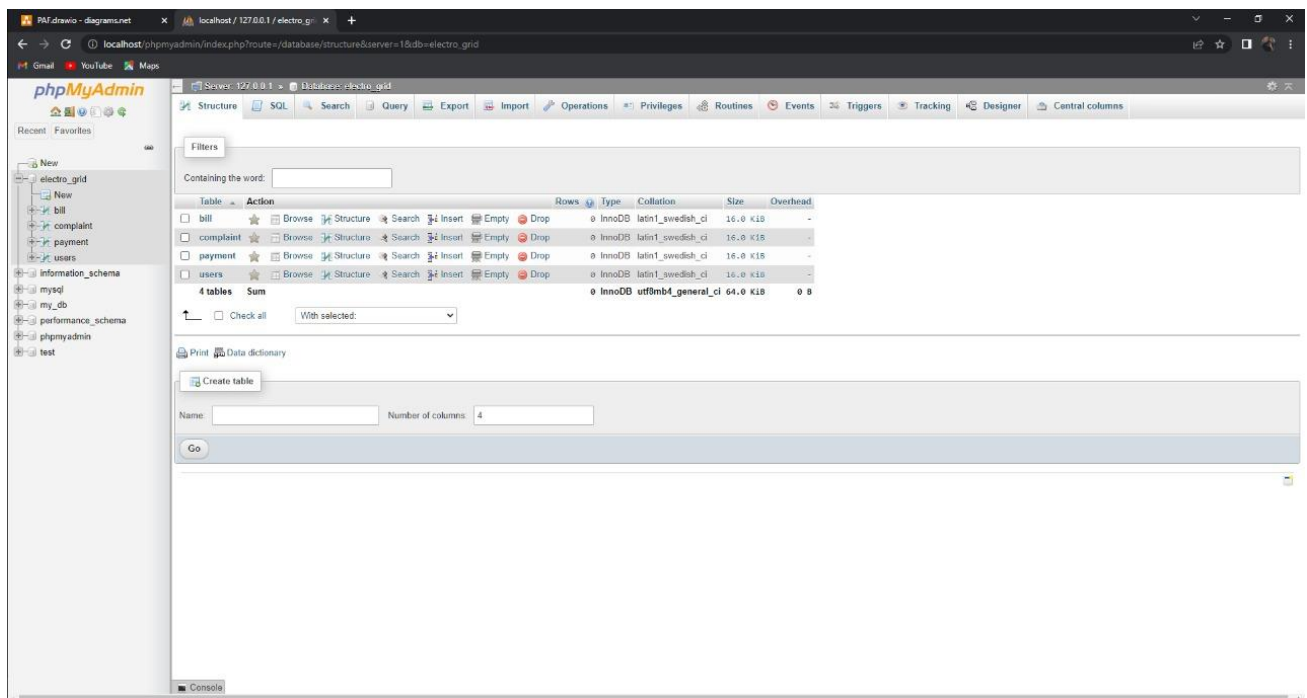 PAF.drawio - diagrams.net
localhost / 127.0.0.1 / electro_gr
localhost/phpmyadmin/index.php?route=/database/structure&server=1&db=electro_grid
Gmail YouTube Maps
phpMyAdmin
Recent Favorites
New
electro_grid
New
bill
complaint
payment
users
information_schema
mysql
my_db
performance_schema
phpmyadmin
test
Server: 127.0.0.1 » Database: electro_grid
Structure SQL Search Query Export Import Operations Privileges Routines Events Triggers Tracking Designer Central columns
Filters
Containing the word:
Table Action Rows Type Collation Size Overhead
bill Browse Structure Search Insert Empty Drop 0 InnoDB latin1_swedish_ci 16.0 KiB -
complaint Browse Structure Search Insert Empty Drop 0 InnoDB latin1_swedish_ci 16.0 KiB -
payment Browse Structure Search Insert Empty Drop 0 InnoDB latin1_swedish_ci 16.0 KiB -
users Browse Structure Search Insert Empty Drop 0 InnoDB latin1_swedish_ci 16.0 KiB -
4 tables Sum 0 InnoDB utf8mb4_general_ci 64.0 KiB 0 B
Check all With selected:
Print Data dictionary
Create table
Name: Number of columns: 4
Go
Console